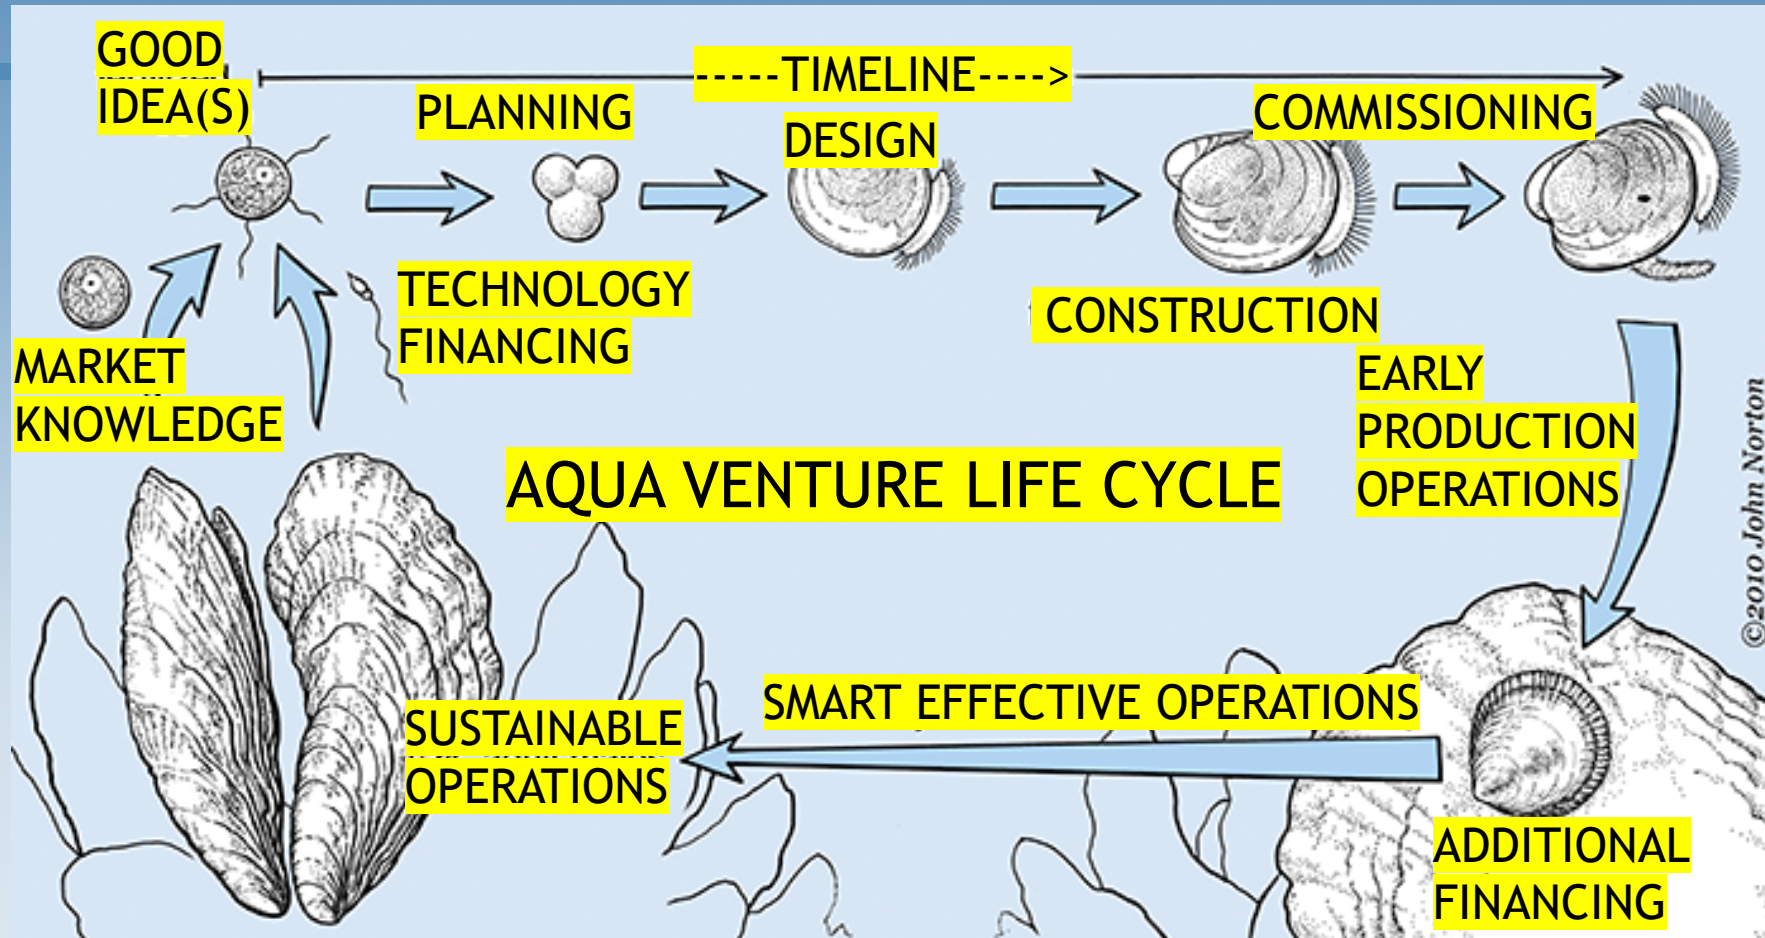 GOOD
IDEA(S)
-----TIMELINE---->
PLANNING
DESIGN
COMMISSIONING
TECHNOLOGY
FINANCING
CONSTRUCTION
MARKET
KNOWLEDGE
EARLY
PRODUCTION
OPERATIONS
AQUA VENTURE LIFE CYCLE
©2010 John Norton
SMART EFFECTIVE OPERATIONS
SUSTAINABLE
OPERATIONS
ADDITIONAL
FINANCING